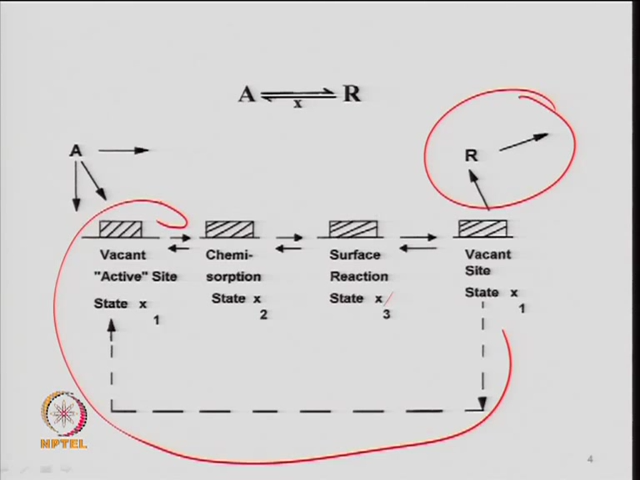 A ⇌ R
x
A
R
Vacant
"Active" Site
State x
1
Chemi-
sorption
State x
2
Surface
Reaction
State x
3
Vacant
Site
State x
1
NPTEL
4